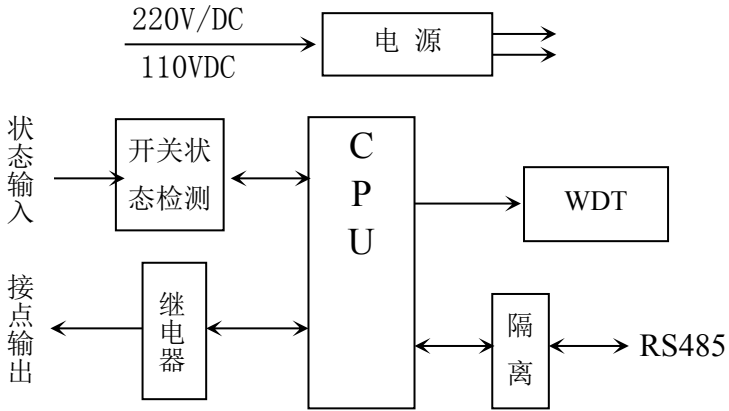 220V/DC
110VDC
电 源
状态输入
开关状
态检测
CPU
WDT
接点输出
继电器
隔离
RS485